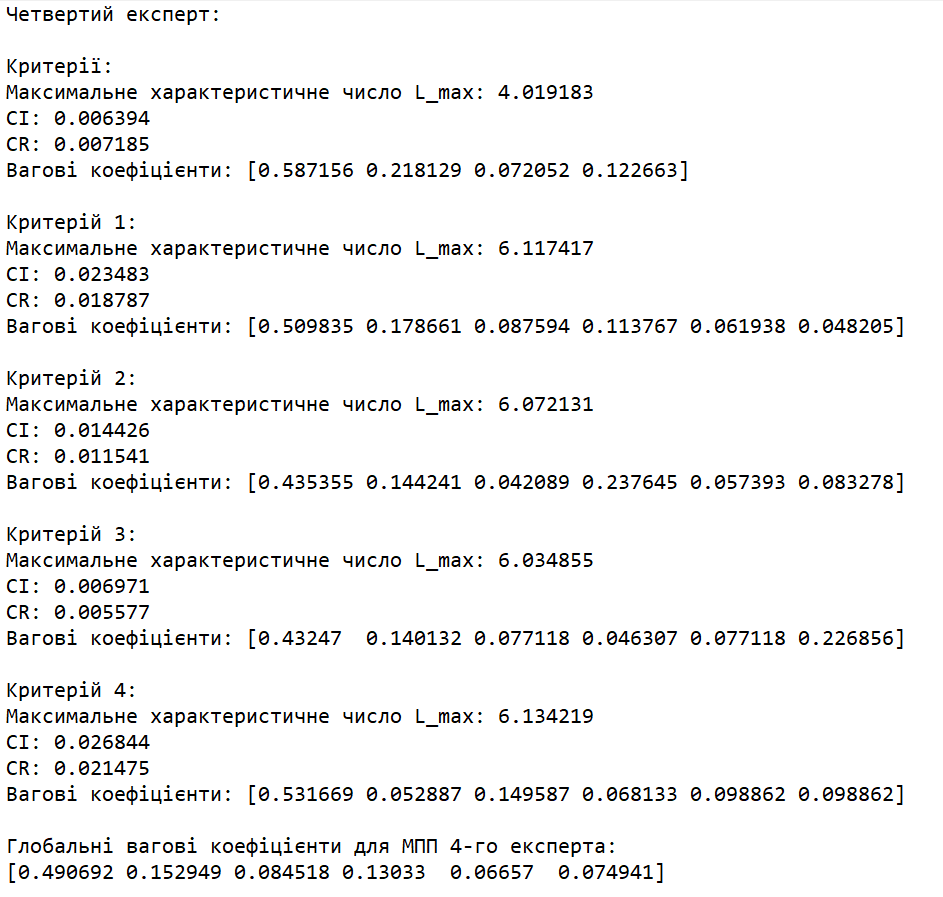 Четвертий експерт:

Критерії:
Максимальне характеристичне число L_max: 4.019183
CI: 0.006394
CR: 0.007185
Вагові коефіцієнти: [0.587156 0.218129 0.072052 0.122663]

Критерій 1:
Максимальне характеристичне число L_max: 6.117417
CI: 0.023483
CR: 0.018787
Вагові коефіцієнти: [0.509835 0.178661 0.087594 0.113767 0.061938 0.048205]

Критерій 2:
Максимальне характеристичне число L_max: 6.072131
CI: 0.014426
CR: 0.011541
Вагові коефіцієнти: [0.435355 0.144241 0.042089 0.237645 0.057393 0.083278]

Критерій 3:
Максимальне характеристичне число L_max: 6.034855
CI: 0.006971
CR: 0.005577
Вагові коефіцієнти: [0.43247  0.140132 0.077118 0.046307 0.077118 0.226856]

Критерій 4:
Максимальне характеристичне число L_max: 6.134219
CI: 0.026844
CR: 0.021475
Вагові коефіцієнти: [0.531669 0.052887 0.149587 0.068133 0.098862 0.098862]

Глобальні вагові коефіцієнти для МПП 4-го експерта:
[0.490692 0.152949 0.084518 0.13033  0.06657  0.074941]